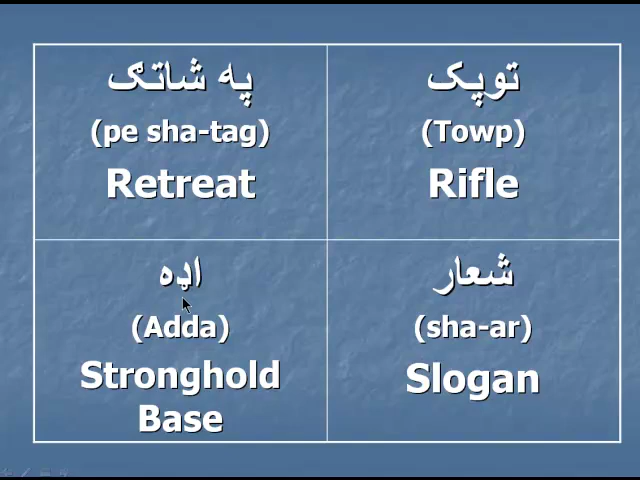 په شاتګ
(pe sha-tag)
Retreat
توپک
(Towp)
Rifle
اډه
(Adda)
Stronghold
Base
شعار
(sha-ar)
Slogan